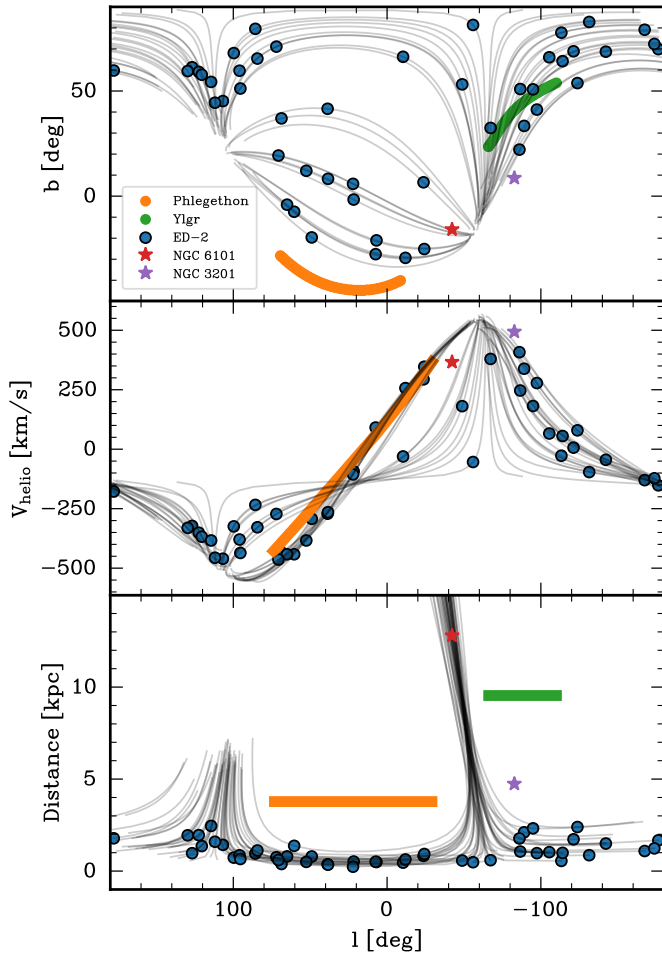 b [deg]
50
0
Phlegethon
Ylgr
ED−2
NGC 6101
NGC 3201
V_helio [km/s]
500
250
0
−250
−500
Distance [kpc]
10
5
0
100
0
−100
l [deg]